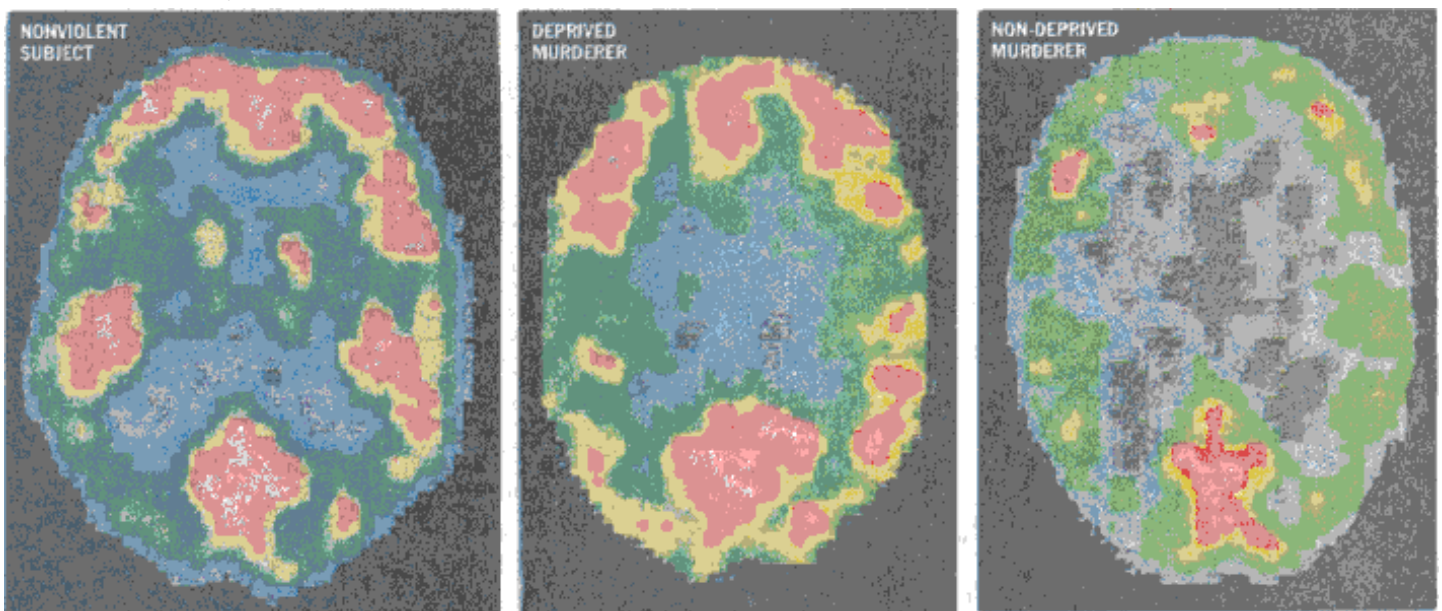 NONVIOLENT
SUBJECT
DEPRIVED
MURDERER
NON-DEPRIVED
MURDERER